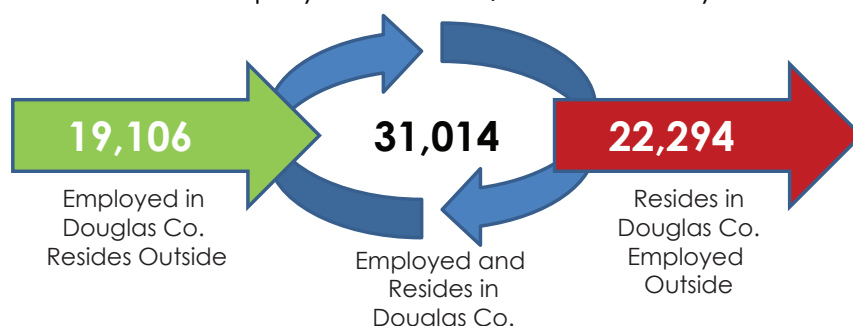 19,106
31,014
22,294
Employed in
Douglas Co.
Resides Outside
Employed and
Resides in
Douglas Co.
Resides in
Douglas Co.
Employed
Outside